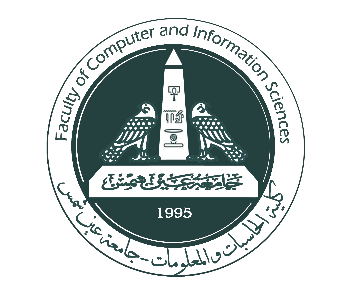 Faculty of Computer and Information Sciences
جامعة عين شمس
1995
كلية الحاسبات والمعلومات - جامعة عين شمس